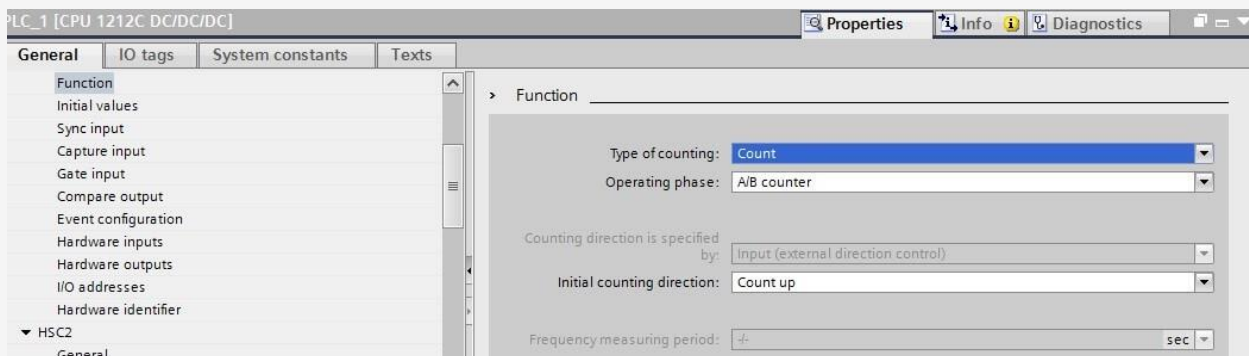 PLC_1 [CPU 1212C DC/DC/DC]
Properties Info Diagnostics
General IO tags System constants Texts
Function
Initial values
Sync input
Capture input
Gate input
Compare output
Event configuration
Hardware inputs
Hardware outputs
I/O addresses
Hardware identifier
HSC2
General
Function
Type of counting: Count
Operating phase: A/B counter
Counting direction is specified
by: Input (external direction control)
Initial counting direction: Count up
Frequency measuring period: -/- sec